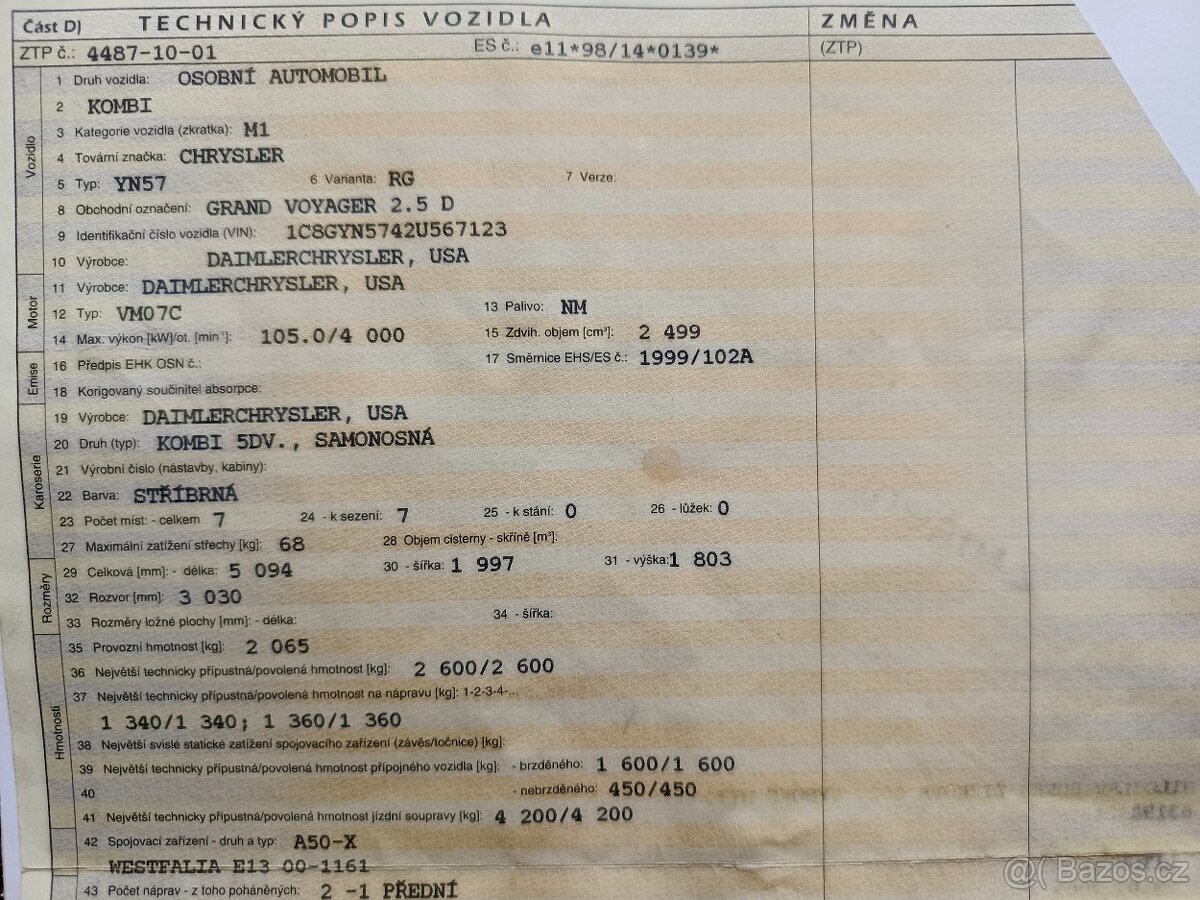 Část D) TECHNICKÝ POPIS VOZIDLA ZMĚNA
ZTP č.: 4487-10-01 ES č.: e11*98/14*0139* (ZTP)
Vozidlo
1 Druh vozidla: OSOBNÍ AUTOMOBIL
2 KOMBI
3 Kategorie vozidla (zkratka): M1
4 Tovární značka: CHRYSLER
5 Typ: YN57 6 Varianta: RG 7 Verze:
8 Obchodní označení: GRAND VOYAGER 2.5 D
9 Identifikační číslo vozidla (VIN): 1C8GYN5742U567123
10 Výrobce: DAIMLERCHRYSLER, USA
Motor
11 Výrobce: DAIMLERCHRYSLER, USA
12 Typ: VM07C 13 Palivo: NM
14 Max. výkon [kW]/ot. [min⁻¹]: 105.0/4 000 15 Zdvih. objem [cm³]: 2 499
Emise
16 Předpis EHK OSN č.: 17 Směrnice EHS/ES č.: 1999/102A
18 Korigovaný součinitel absorpce:
Karoserie
19 Výrobce: DAIMLERCHRYSLER, USA
20 Druh (typ): KOMBI 5DV., SAMONOSNÁ
21 Výrobní číslo (nástavby, kabiny):
22 Barva: STŘÍBRNÁ
23 Počet míst: - celkem 7 24 - k sezení: 7 25 - k stání: 0 26 - lůžek: 0
27 Maximální zatížení střechy [kg]: 68 28 Objem cisterny - skříně [m³]:
Rozměry
29 Celková [mm]: - délka: 5 094 30 - šířka: 1 997 31 - výška: 1 803
32 Rozvor [mm]: 3 030
33 Rozměry ložné plochy [mm]: - délka: 34 - šířka:
Hmotnosti
35 Provozní hmotnost [kg]: 2 065
36 Největší technicky přípustná/povolená hmotnost [kg]: 2 600/2 600
37 Největší technicky přípustná/povolená hmotnost na nápravu [kg]: 1-2-3-4-...
1 340/1 340; 1 360/1 360
38 Největší svislé statické zatížení spojovacího zařízení (závěs/točnice) [kg]:
39 Největší technicky přípustná/povolená hmotnost přípojného vozidla [kg]: - brzděného: 1 600/1 600
40 - nebrzděného: 450/450
41 Největší technicky přípustná/povolená hmotnost jízdní soupravy [kg]: 4 200/4 200
42 Spojovací zařízení - druh a typ: A50-X
WESTFALIA E13 00-1161
43 Počet náprav - z toho poháněných: 2 -1 PŘEDNÍ
@( Bazos.cz